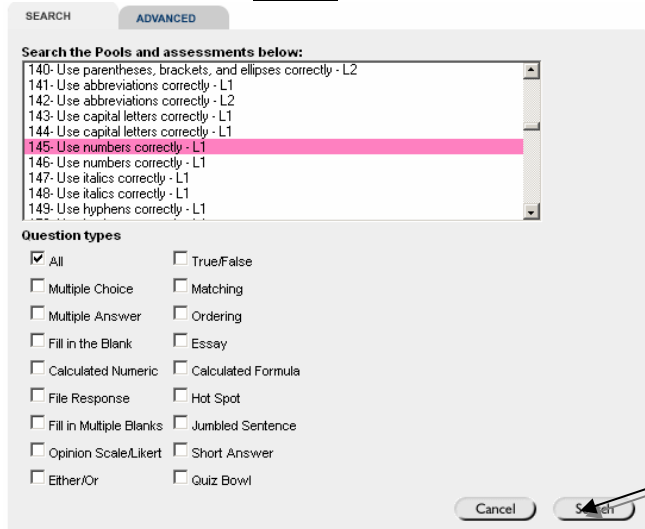 SEARCH ADVANCED
Search the Pools and assessments below:
140- Use parentheses, brackets, and ellipses correctly - L2
141- Use abbreviations correctly - L1
142- Use abbreviations correctly - L2
143- Use capital letters correctly - L1
144- Use capital letters correctly - L1
145- Use numbers correctly - L1
146- Use numbers correctly - L1
147- Use italics correctly - L1
148- Use italics correctly - L1
149- Use hyphens correctly - L1
Question types
All True/False
Multiple Choice Matching
Multiple Answer Ordering
Fill in the Blank Essay
Calculated Numeric Calculated Formula
File Response Hot Spot
Fill in Multiple Blanks Jumbled Sentence
Opinion Scale/Likert Short Answer
Either/Or Quiz Bowl
Cancel Search